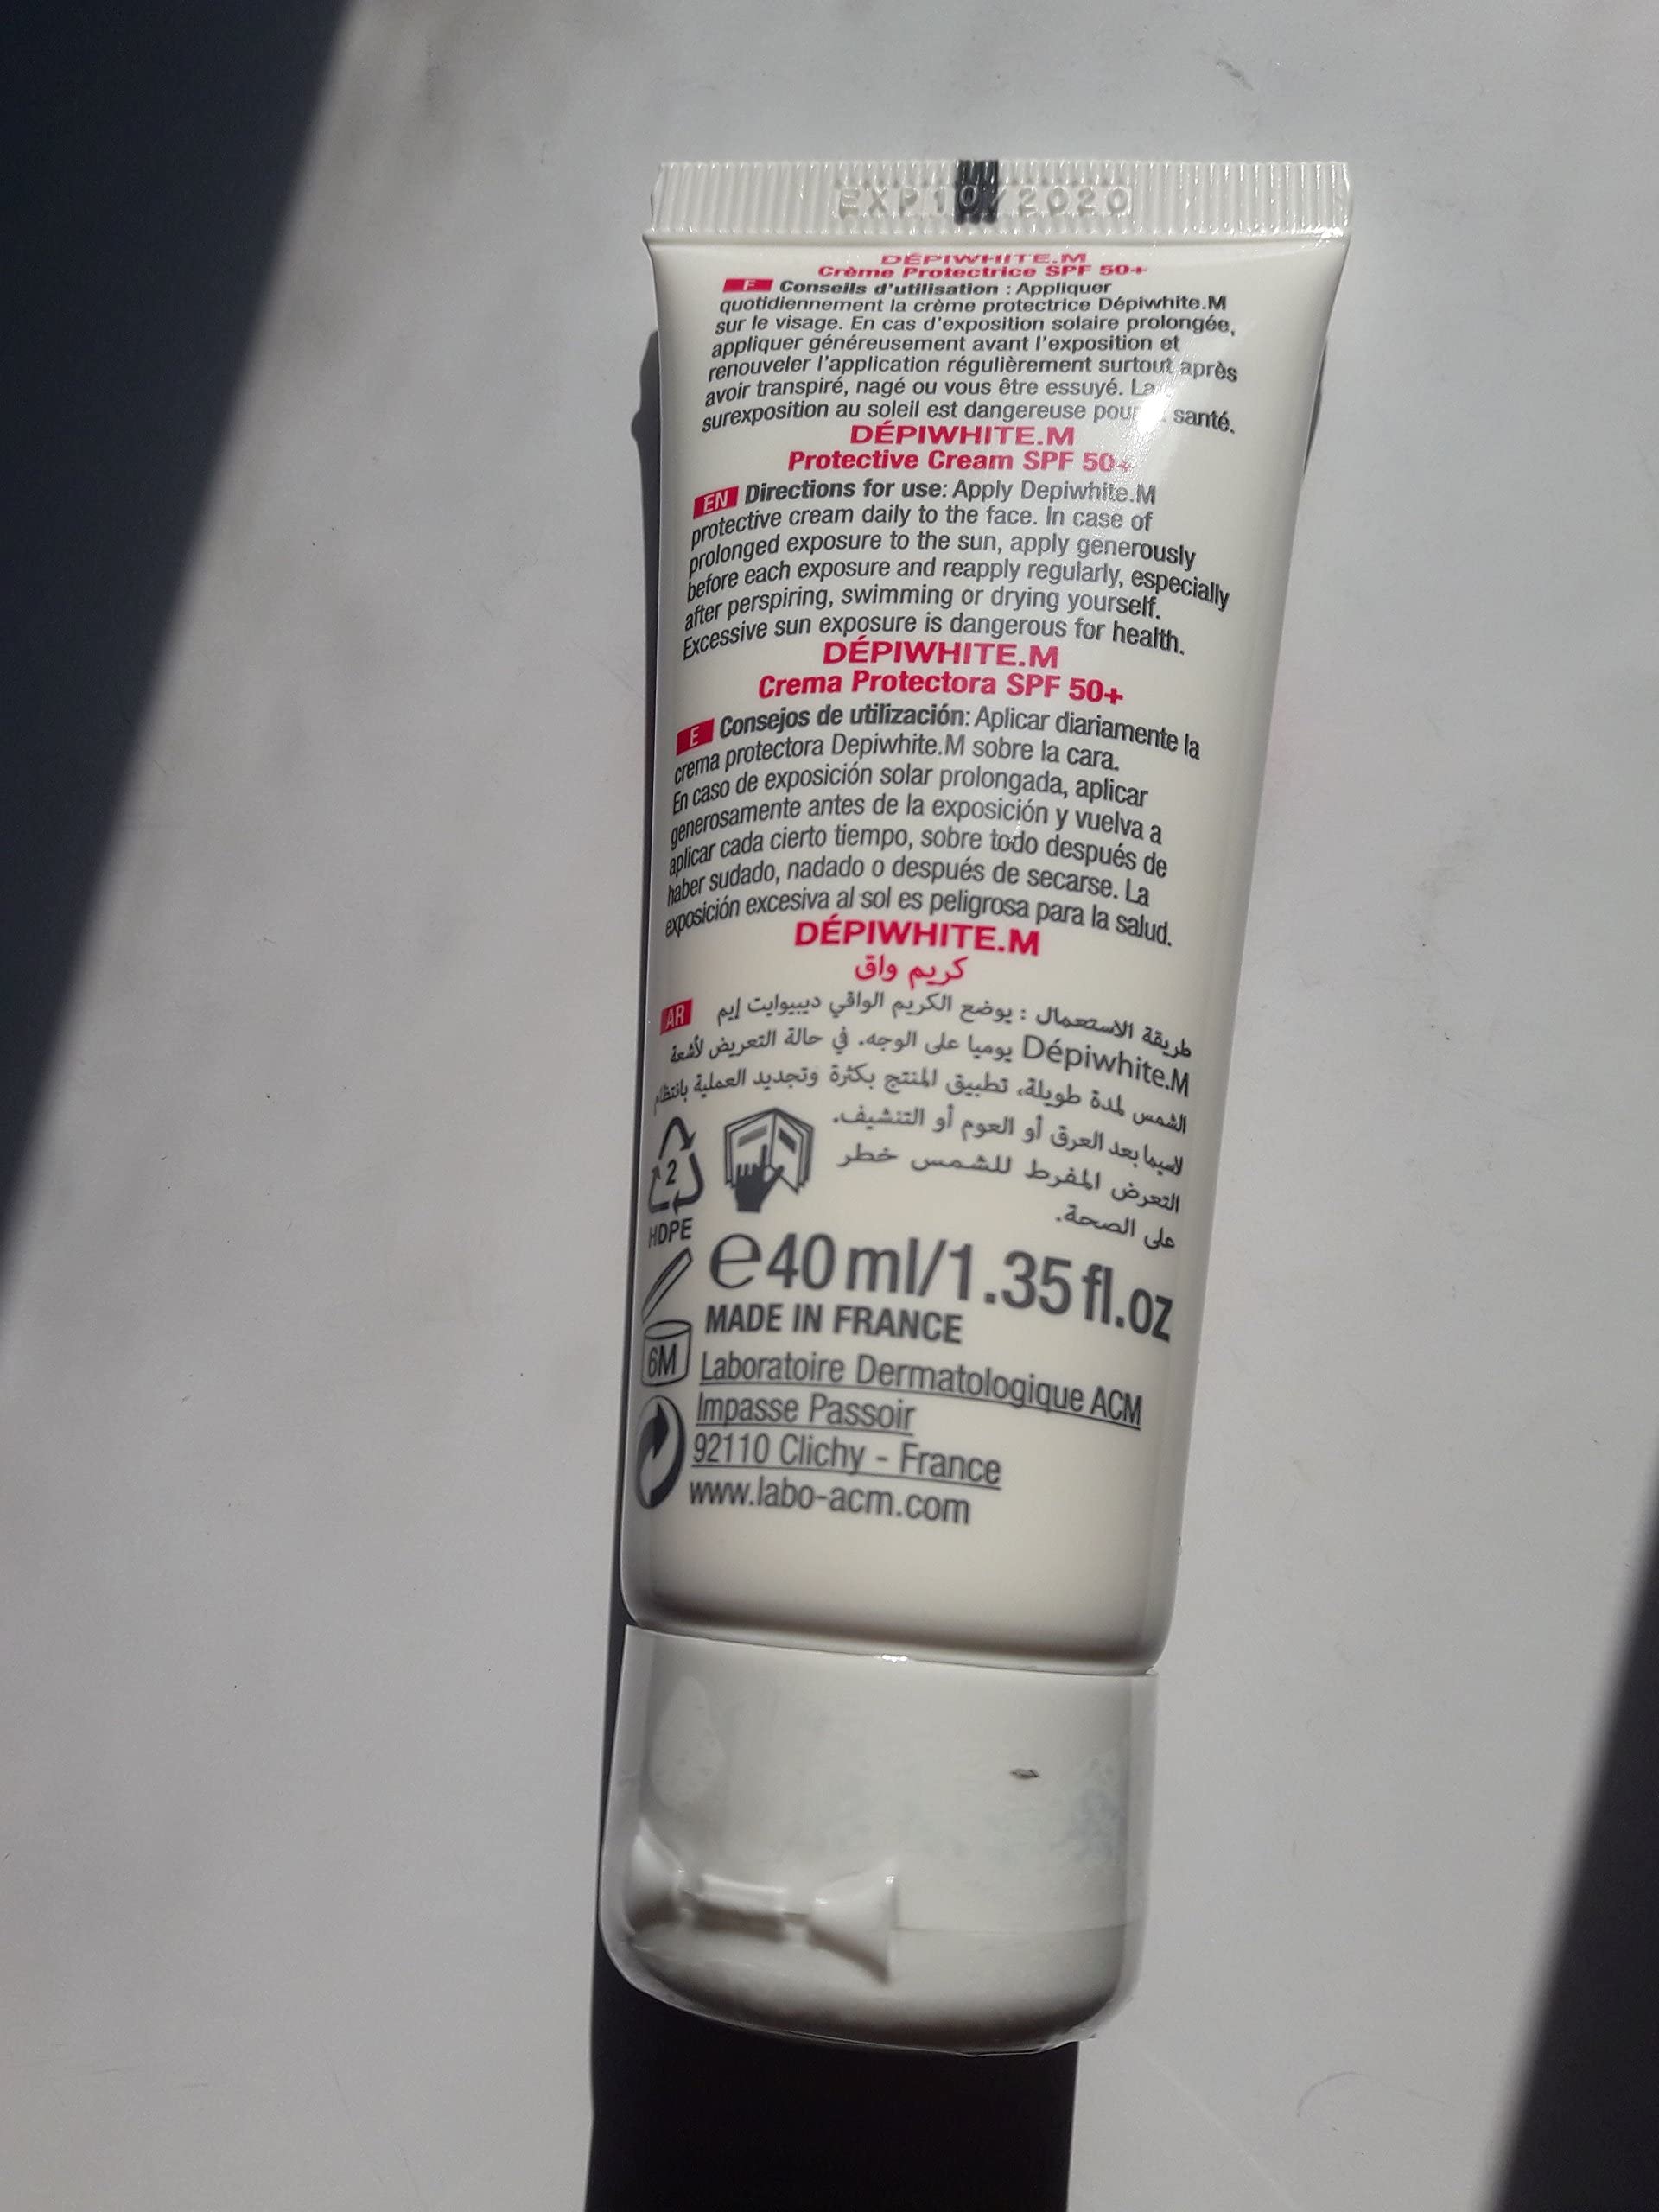 EXP 10/2020
DÉPIWHITE.M
Crème Protectrice SPF 50+
F Conseils d'utilisation : Appliquer
quotidiennement la crème protectrice Dépiwhite.M
sur le visage. En cas d'exposition solaire prolongée,
appliquer généreusement avant l'exposition et
renouveler l'application régulièrement surtout après
avoir transpiré, nagé ou vous être essuyé. La
surexposition au soleil est dangereuse pour santé.
DÉPIWHITE.M
Protective Cream SPF 50+
EN Directions for use: Apply Depiwhite.M
protective cream daily to the face. In case of
prolonged exposure to the sun, apply generously
before each exposure and reapply regularly, especially
after perspiring, swimming or drying yourself.
Excessive sun exposure is dangerous for health.
DÉPIWHITE.M
Crema Protectora SPF 50+
E Consejos de utilización: Aplicar diariamente la
crema protectora Depiwhite.M sobre la cara.
En caso de exposición solar prolongada, aplicar
generosamente antes de la exposición y vuelva a
aplicar cada cierto tiempo, sobre todo después de
haber sudado, nadado o después de secarse. La
exposición excesiva al sol es peligrosa para la salud.
DÉPIWHITE.M
كريم واق
AR طريقة الاستعمال : يوضع الكريم الواقي ديبيوايت إيم
Dépiwhite.M يوميا على الوجه. في حالة التعريض لأشعة
الشمس لمدة طويلة، تطبيق المنتج بكثرة وتجديد العملية بانتظام
لاسيما بعد العرق أو العوم أو التنشيف.
التعرض المفرط للشمس خطر
على الصحة.
2
HDPE
e 40 ml/1.35 fl.oz
MADE IN FRANCE
6M
Laboratoire Dermatologique ACM
Impasse Passoir
92110 Clichy - France
www.labo-acm.com